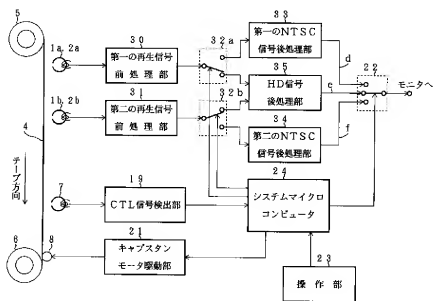 5
1a, 2a
30
第一の再生信号
前処理部
32a
33
第一のNTSC
信号後処理部
d
35
HD信号
後処理部
e
22
モニタへ
1b, 2b
31
第二の再生信号
前処理部
32b
34
第二のNTSC
信号後処理部
f
4
テープ方向
7
19
CTL信号検出部
24
システムマイクロ
コンピュータ
6
8
21
キャプスタン
モータ駆動部
23
操作部